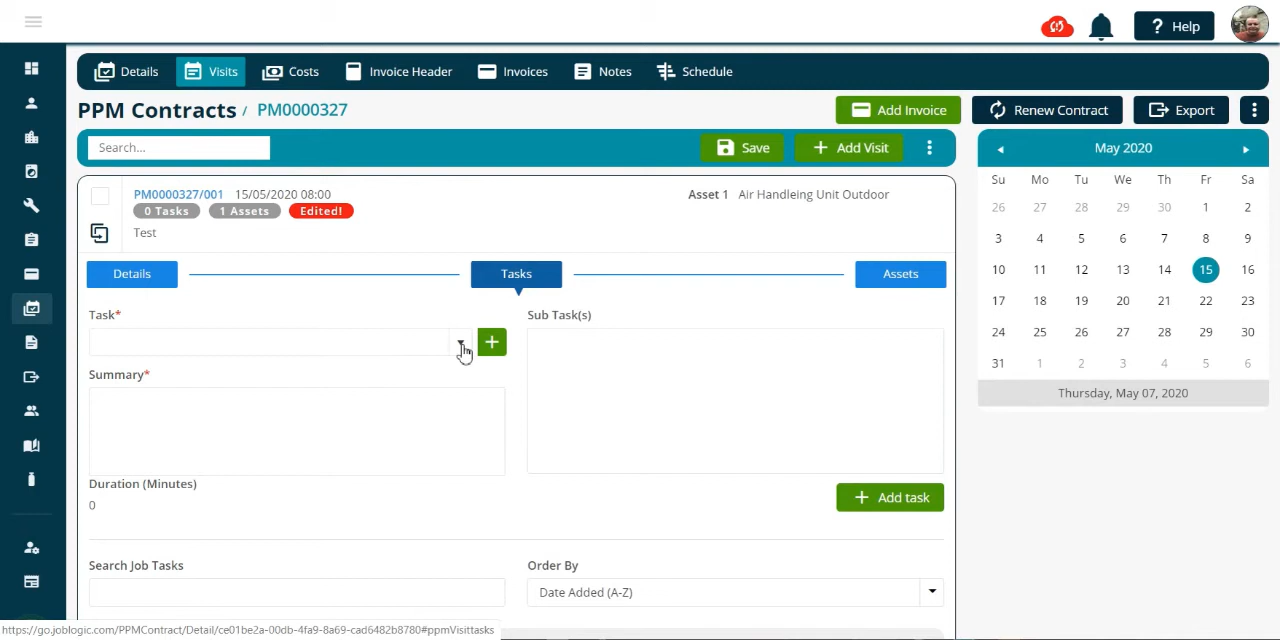 Help
Details Visits Costs Invoice Header Invoices Notes Schedule
PPM Contracts / PM0000327
Add Invoice Renew Contract Export
Search... Save Add Visit
May 2020
Su Mo Tu We Th Fr Sa
26 27 28 29 30 1 2
3 4 5 6 7 8 9
10 11 12 13 14 15 16
17 18 19 20 21 22 23
24 25 26 27 28 29 30
31 1 2 3 4 5 6
Thursday, May 07, 2020
PM0000327/001 15/05/2020 08:00 Asset 1 Air Handleing Unit Outdoor
0 Tasks 1 Assets Edited!
Test
Details Tasks Assets
Task* Sub Task(s)
Summary*
Duration (Minutes)
0
Add task
Search Job Tasks Order By
Date Added (A-Z)
https://go.joblogic.com/PPMContract/Detail/ce01be2a-00db-4fa9-8a69-cad6482b8780#ppmVisittasks